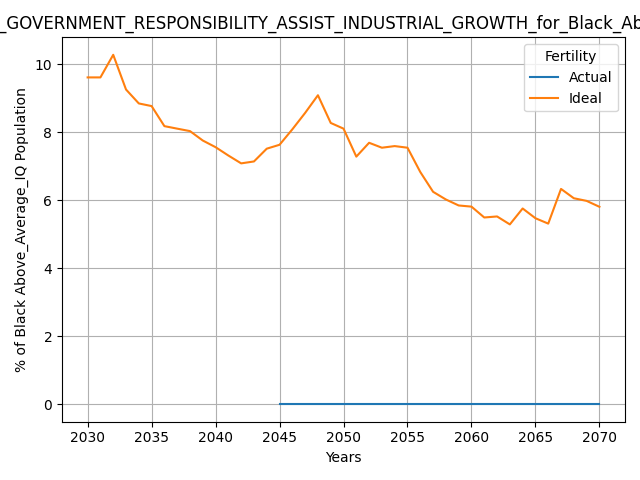 _GOVERNMENT_RESPONSIBILITY_ASSIST_INDUSTRIAL_GROWTH_for_Black_Ab
Fertility
Actual
Ideal
% of Black Above_Average_IQ Population
10
8
6
4
2
0
2030 2035 2040 2045 2050 2055 2060 2065 2070
Years